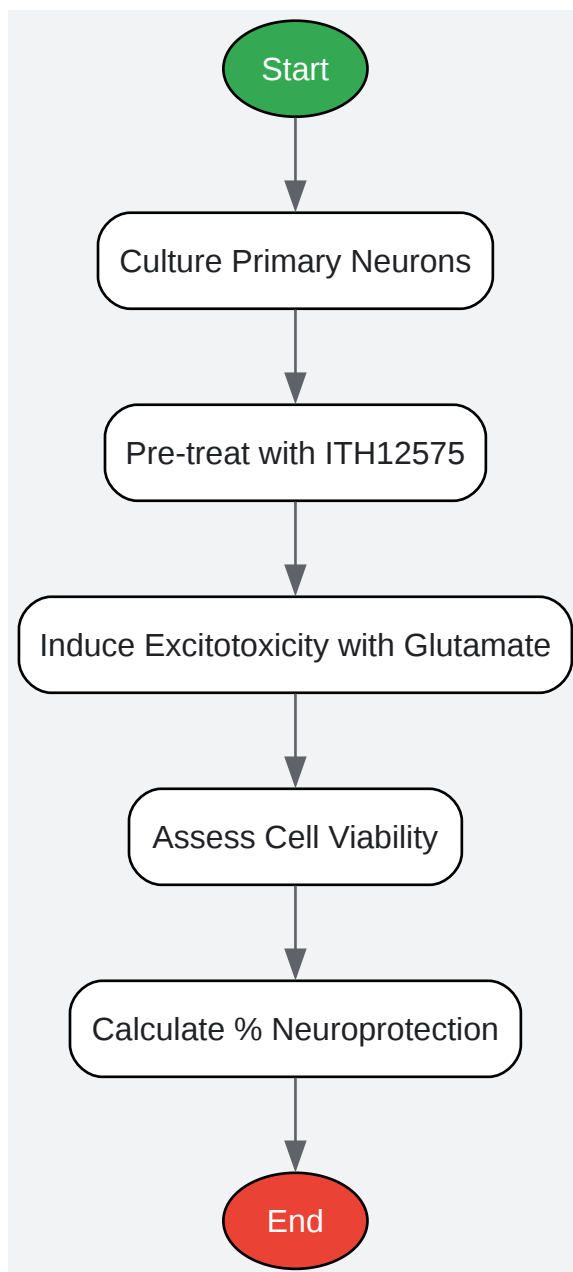 Start
Culture Primary Neurons
Pre-treat with ITH12575
Induce Excitotoxicity with Glutamate
Assess Cell Viability
Calculate % Neuroprotection
End